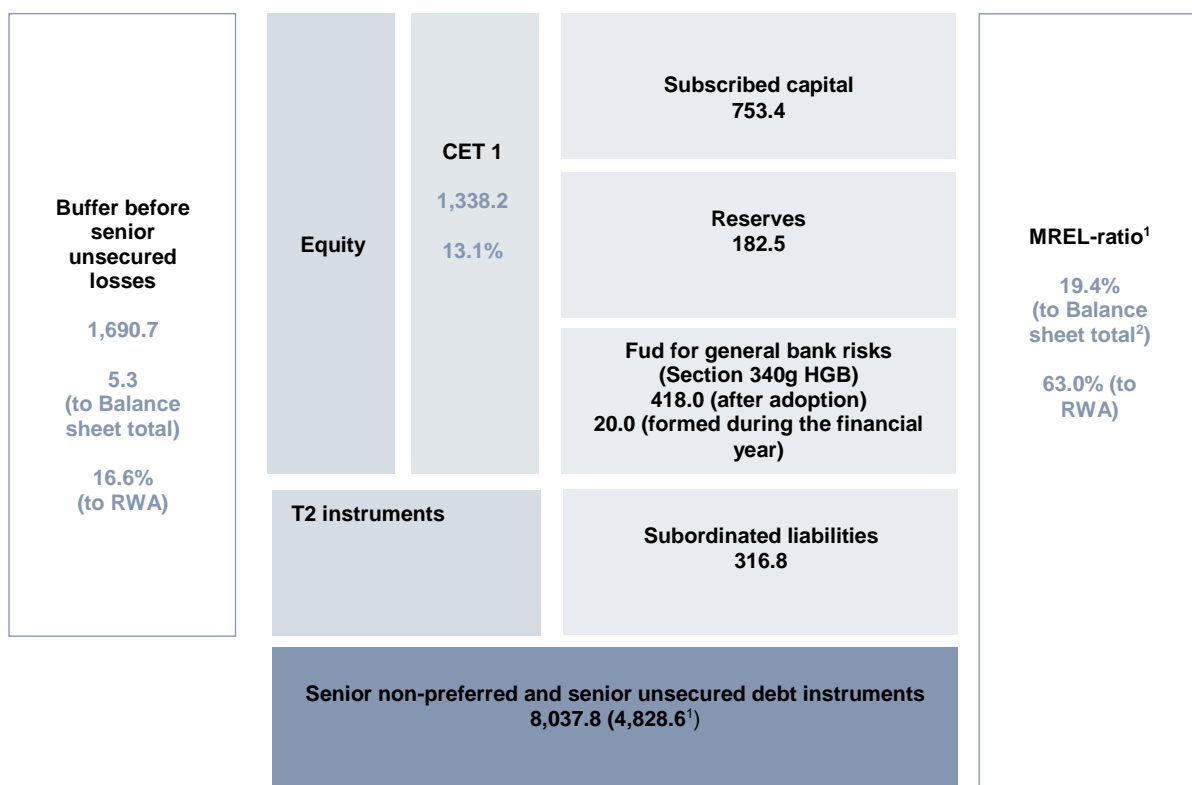 Buffer before
senior
unsecured
losses
1,690.7
5.3
(to Balance
sheet total)
16.6%
(to RWA)
Equity
CET 1
1,338.2
13.1%
Subscribed capital
753.4
Reserves
182.5
Fud for general bank risks
(Section 340g HGB)
418.0 (after adoption)
20.0 (formed during the financial
year)
T2 instruments
Subordinated liabilities
316.8
Senior non-preferred and senior unsecured debt instruments
8,037.8 (4,828.6¹)
MREL-ratio¹
19.4%
(to Balance
sheet total²)
63.0% (to
RWA)